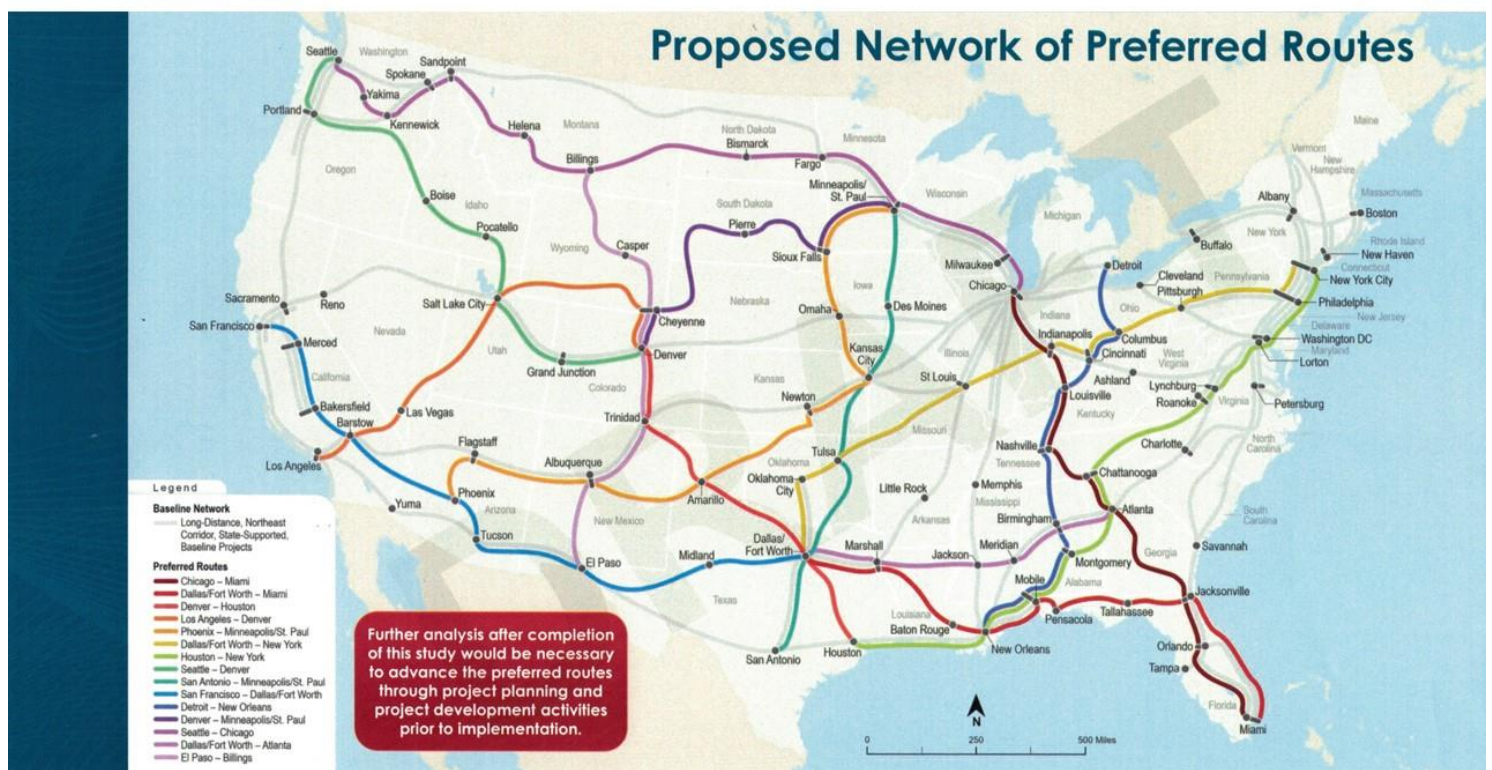 Proposed Network of Preferred Routes
Seattle
Washington
Spokane
Sandpoint
Yakima
Kennewick
Portland
Helena
Montana
Billings
North Dakota
Bismarck
Fargo
Minnesota
Minneapolis/
St. Paul
Wisconsin
Michigan
Maine
Vermont
New
Hampshire
Massachusetts
Albany
Boston
New York
Buffalo
Rhode Island
New Haven
Connecticut
New York City
Oregon
Boise
Idaho
Pocatello
Wyoming
Casper
South Dakota
Pierre
Sioux Falls
Milwaukee
Chicago
Detroit
Cleveland
Pittsburgh
Pennsylvania
Philadelphia
New Jersey
Delaware
Washington DC
Maryland
Lorton
Sacramento
Reno
Salt Lake City
Nebraska
Cheyenne
Iowa
Omaha
Des Moines
Indiana
Ohio
Indianapolis
Columbus
Cincinnati
West
Virginia
San Francisco
Merced
Nevada
Utah
Grand Junction
Denver
Colorado
Kansas
City
Illinois
St Louis
Ashland
Lynchburg
Roanoke
Virginia
Petersburg
California
Bakersfield
Barstow
Las Vegas
Trinidad
Kansas
Newton
Missouri
Louisville
Kentucky
Los Angeles
Flagstaff
Albuquerque
Amarillo
Oklahoma
Oklahoma
City
Tulsa
Nashville
Tennessee
Chattanooga
Charlotte
North
Carolina
Yuma
Phoenix
Arizona
Tucson
New Mexico
El Paso
Midland
Dallas/
Fort Worth
Little Rock
Arkansas
Memphis
Mississippi
Birmingham
Atlanta
South
Carolina
Marshall
Jackson
Meridian
Montgomery
Georgia
Savannah
Texas
Louisiana
Baton Rouge
Mobile
Alabama
Pensacola
Tallahassee
Jacksonville
San Antonio
Houston
New Orleans
Orlando
Tampa
Florida
Miami
Legend
Baseline Network
Long-Distance, Northeast
Corridor, State-Supported,
Baseline Projects
Preferred Routes
Chicago – Miami
Dallas/Fort Worth – Miami
Denver – Houston
Los Angeles – Denver
Phoenix – Minneapolis/St. Paul
Dallas/Fort Worth – New York
Houston – New York
Seattle – Denver
San Antonio – Minneapolis/St. Paul
San Francisco – Dallas/Fort Worth
Detroit – New Orleans
Denver – Minneapolis/St. Paul
Seattle – Chicago
Dallas/Fort Worth – Atlanta
El Paso – Billings
Further analysis after completion
of this study would be necessary
to advance the preferred routes
through project planning and
project development activities
prior to implementation.
N
0 250 500 Miles
DRAFT